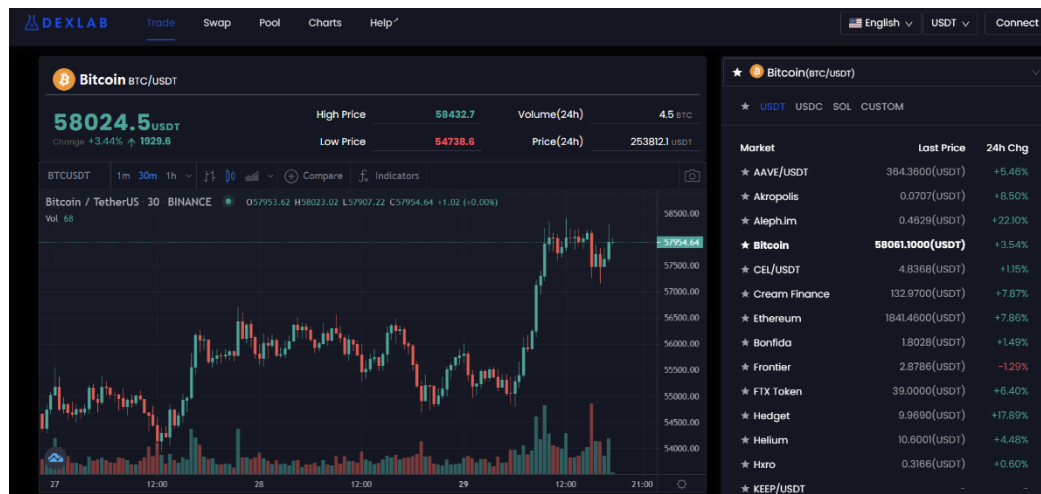 DEXLAB Trade Swap Pool Charts Help English USDT Connect
Bitcoin BTC/USDT
58024.5USDT
Change +3.44% ↑ 1929.6
High Price 58432.7 Volume(24h) 4.5 BTC
Low Price 54738.6 Price(24h) 253812.1 USDT
BTCUSDT 1m 30m 1h Compare fx Indicators
Bitcoin / TetherUS · 30 · BINANCE O57953.62 H58023.02 L57907.22 C57954.64 +1.02 (+0.00%)
Vol 68
58500.00
57954.64
57500.00
57000.00
56500.00
56000.00
55500.00
55000.00
54500.00
54000.00
27 12:00 28 12:00 29 12:00 21:00
★ Bitcoin(BTC/USDT)
★ USDT USDC SOL CUSTOM
Market Last Price 24h Chg
★ AAVE/USDT 364.3600(USDT) +5.46%
★ Akropolis 0.0707(USDT) +8.50%
★ Aleph.im 0.4629(USDT) +22.10%
★ Bitcoin 58061.1000(USDT) +3.54%
★ CEL/USDT 4.8368(USDT) +1.15%
★ Cream Finance 132.9700(USDT) +7.87%
★ Ethereum 1841.4600(USDT) +7.86%
★ Bonfida 1.8028(USDT) +1.49%
★ Frontier 2.8786(USDT) -1.29%
★ FTX Token 39.0000(USDT) +6.40%
★ Hedget 9.9690(USDT) +17.89%
★ Helium 10.6001(USDT) +4.48%
★ Hxro 0.3166(USDT) +0.60%
★ KEEP/USDT - -